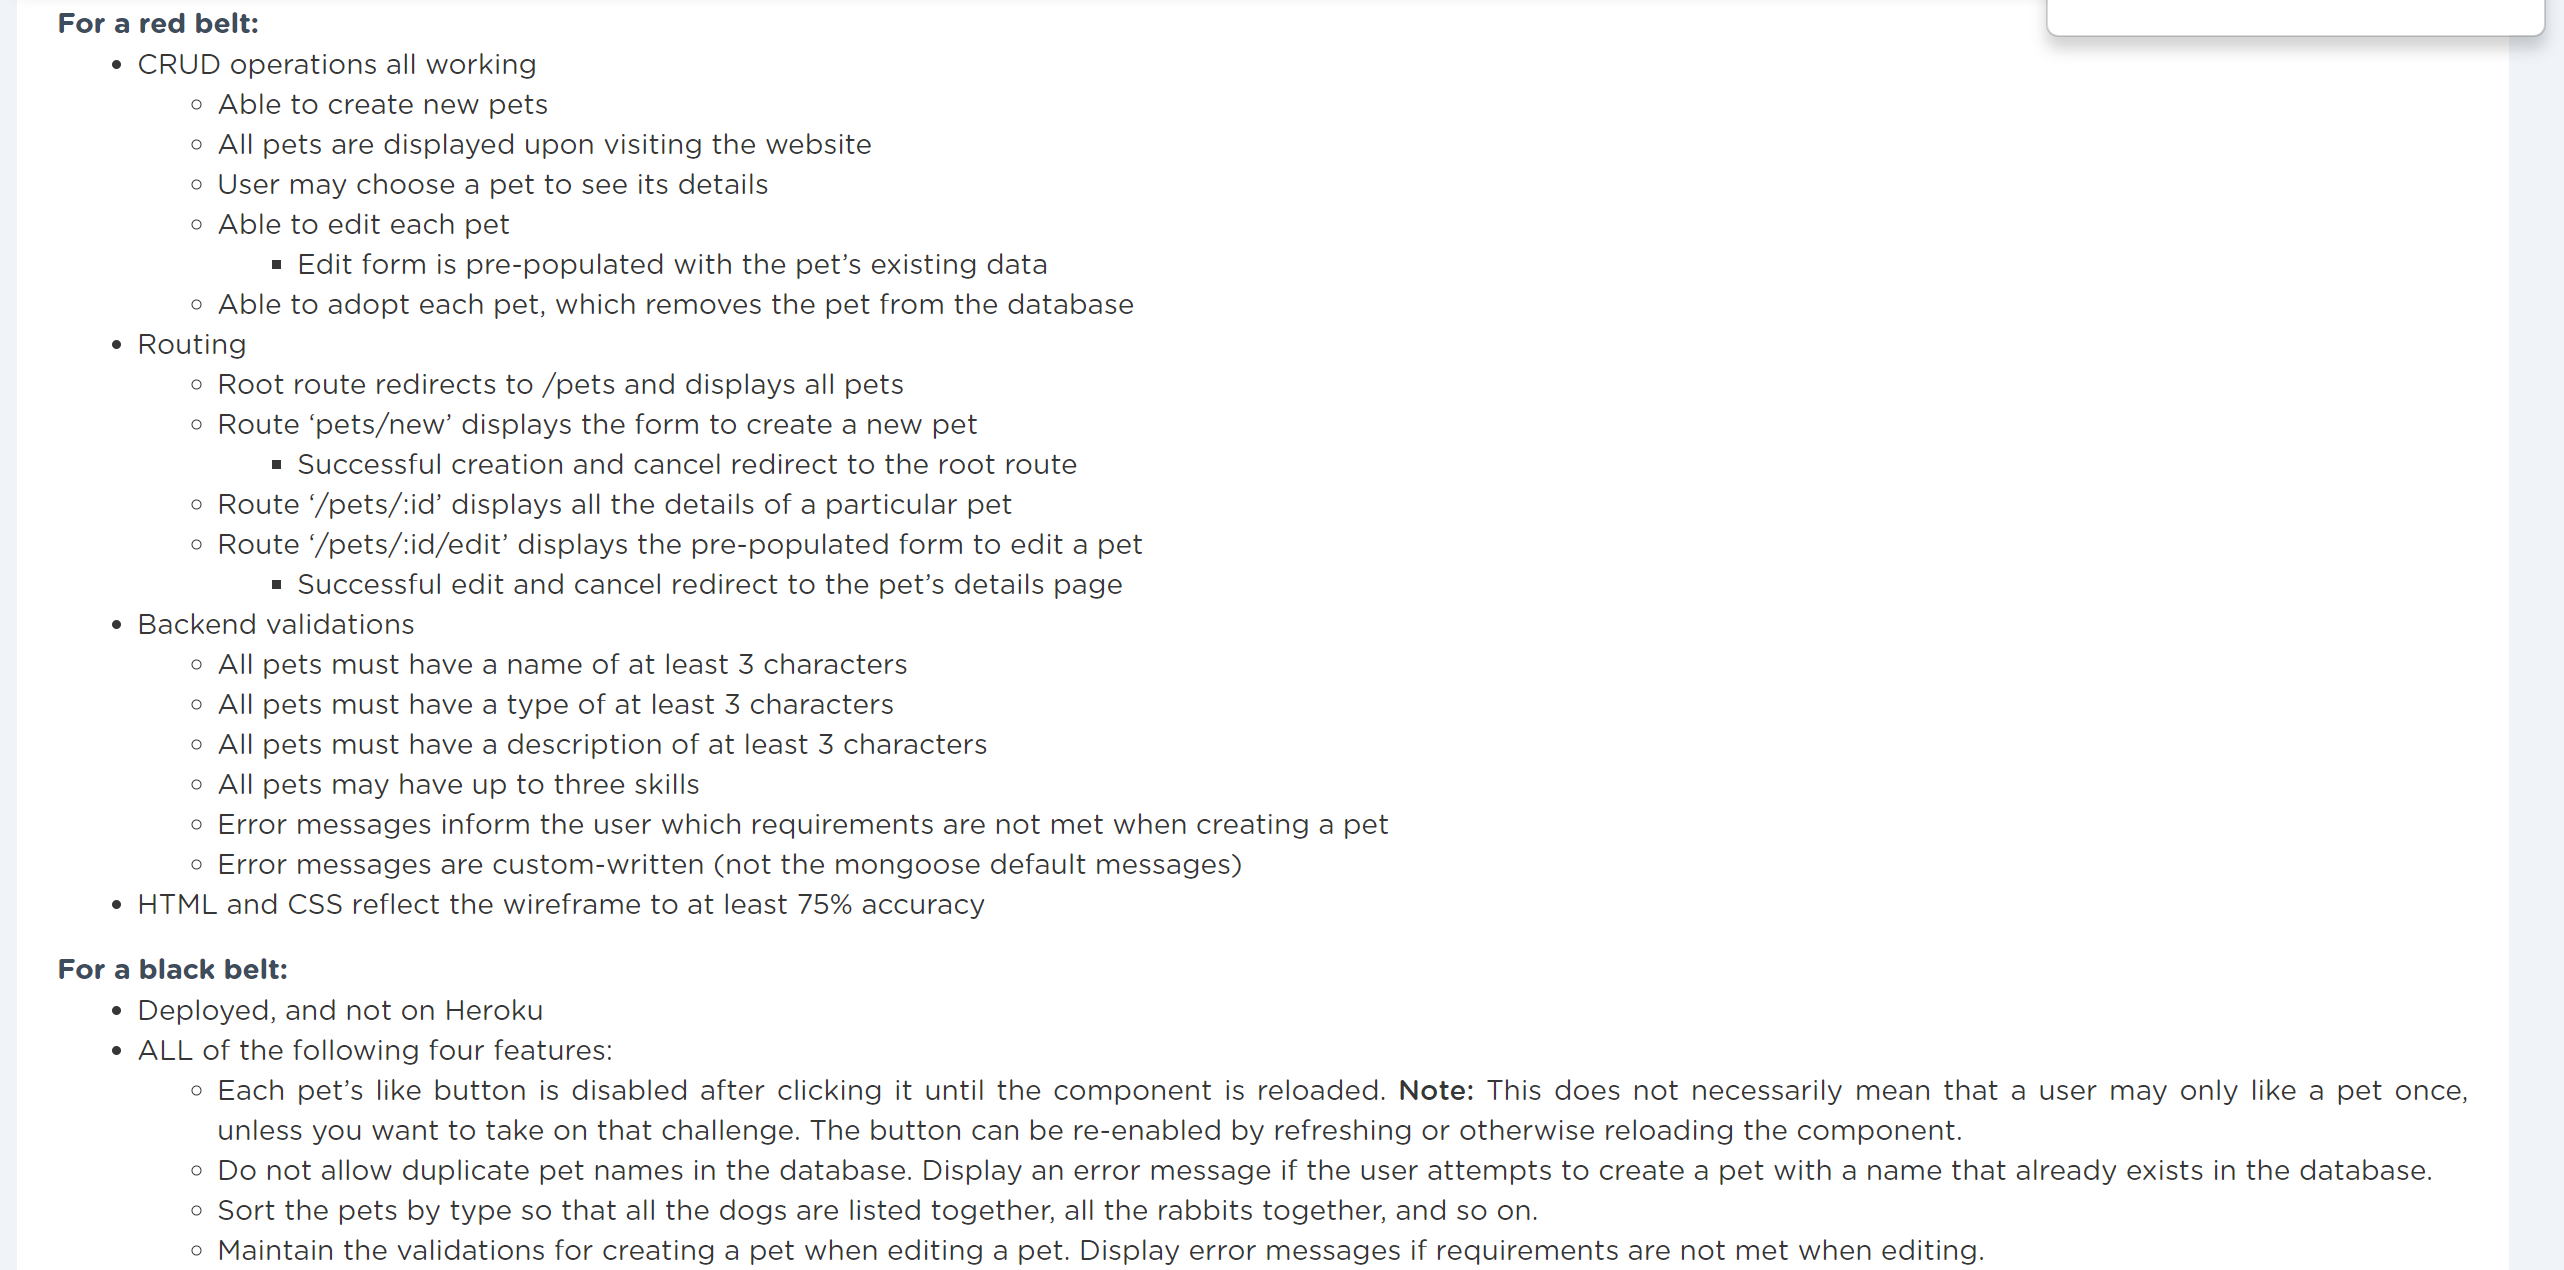 For a red belt:
• CRUD operations all working
◦ Able to create new pets
◦ All pets are displayed upon visiting the website
◦ User may choose a pet to see its details
◦ Able to edit each pet
▪ Edit form is pre-populated with the pet’s existing data
◦ Able to adopt each pet, which removes the pet from the database
• Routing
◦ Root route redirects to /pets and displays all pets
◦ Route ‘pets/new’ displays the form to create a new pet
▪ Successful creation and cancel redirect to the root route
◦ Route ‘/pets/:id’ displays all the details of a particular pet
◦ Route ‘/pets/:id/edit’ displays the pre-populated form to edit a pet
▪ Successful edit and cancel redirect to the pet’s details page
• Backend validations
◦ All pets must have a name of at least 3 characters
◦ All pets must have a type of at least 3 characters
◦ All pets must have a description of at least 3 characters
◦ All pets may have up to three skills
◦ Error messages inform the user which requirements are not met when creating a pet
◦ Error messages are custom-written (not the mongoose default messages)
• HTML and CSS reflect the wireframe to at least 75% accuracy
For a black belt:
• Deployed, and not on Heroku
• ALL of the following four features:
◦ Each pet’s like button is disabled after clicking it until the component is reloaded. Note: This does not necessarily mean that a user may only like a pet once,
unless you want to take on that challenge. The button can be re-enabled by refreshing or otherwise reloading the component.
◦ Do not allow duplicate pet names in the database. Display an error message if the user attempts to create a pet with a name that already exists in the database.
◦ Sort the pets by type so that all the dogs are listed together, all the rabbits together, and so on.
◦ Maintain the validations for creating a pet when editing a pet. Display error messages if requirements are not met when editing.